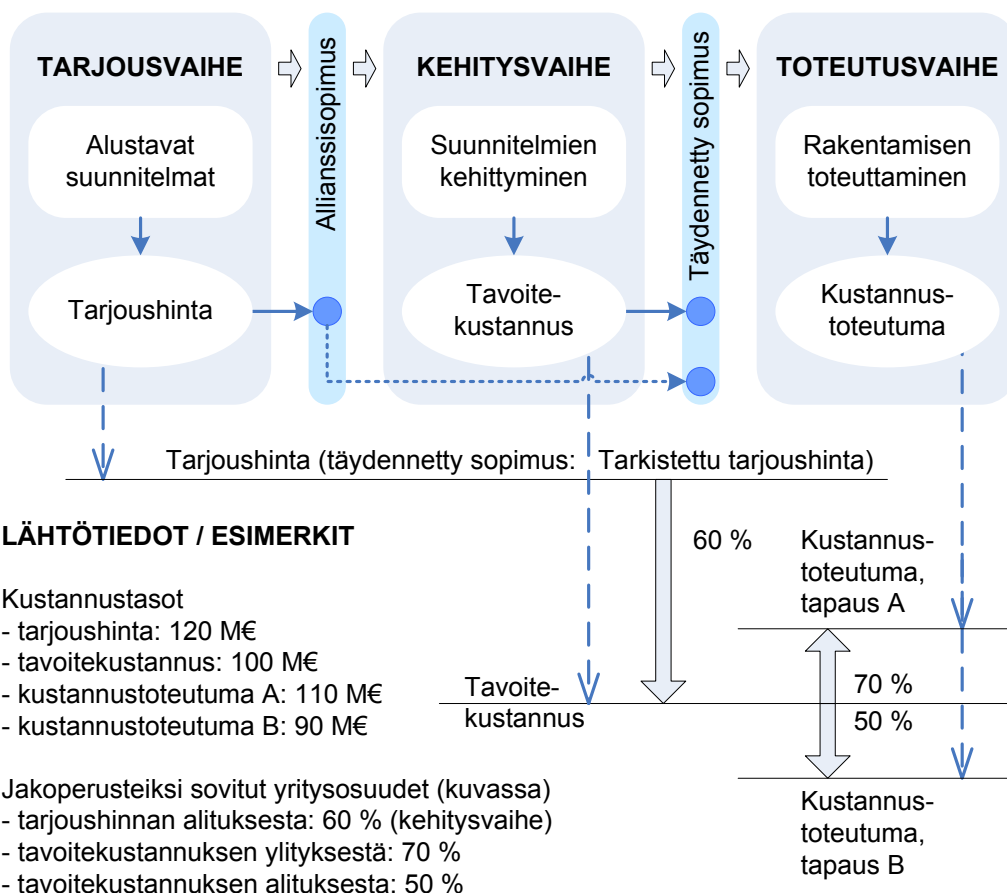 TARJOUSVAIHE
Alustavat
suunnitelmat
Tarjoushinta
Allianssisopimus
KEHITYSVAIHE
Suunnitelmien
kehittyminen
Tavoite-
kustannus
Täydennetty sopimus
TOTEUTUSVAIHE
Rakentamisen
toteuttaminen
Kustannus-
toteutuma
Tarjoushinta (täydennetty sopimus: Tarkistettu tarjoushinta)
60 %
Kustannus-
toteutuma,
tapaus A
Tavoite-
kustannus
70 %
50 %
Kustannus-
toteutuma,
tapaus B
LÄHTÖTIEDOT / ESIMERKIT
Kustannustasot
- tarjoushinta: 120 M€
- tavoitekustannus: 100 M€
- kustannustoteutuma A: 110 M€
- kustannustoteutuma B: 90 M€
Jakoperusteiksi sovitut yritysosuudet (kuvassa)
- tarjoushinnan alituksesta: 60 % (kehitysvaihe)
- tavoitekustannuksen ylityksestä: 70 %
- tavoitekustannuksen alituksesta: 50 %